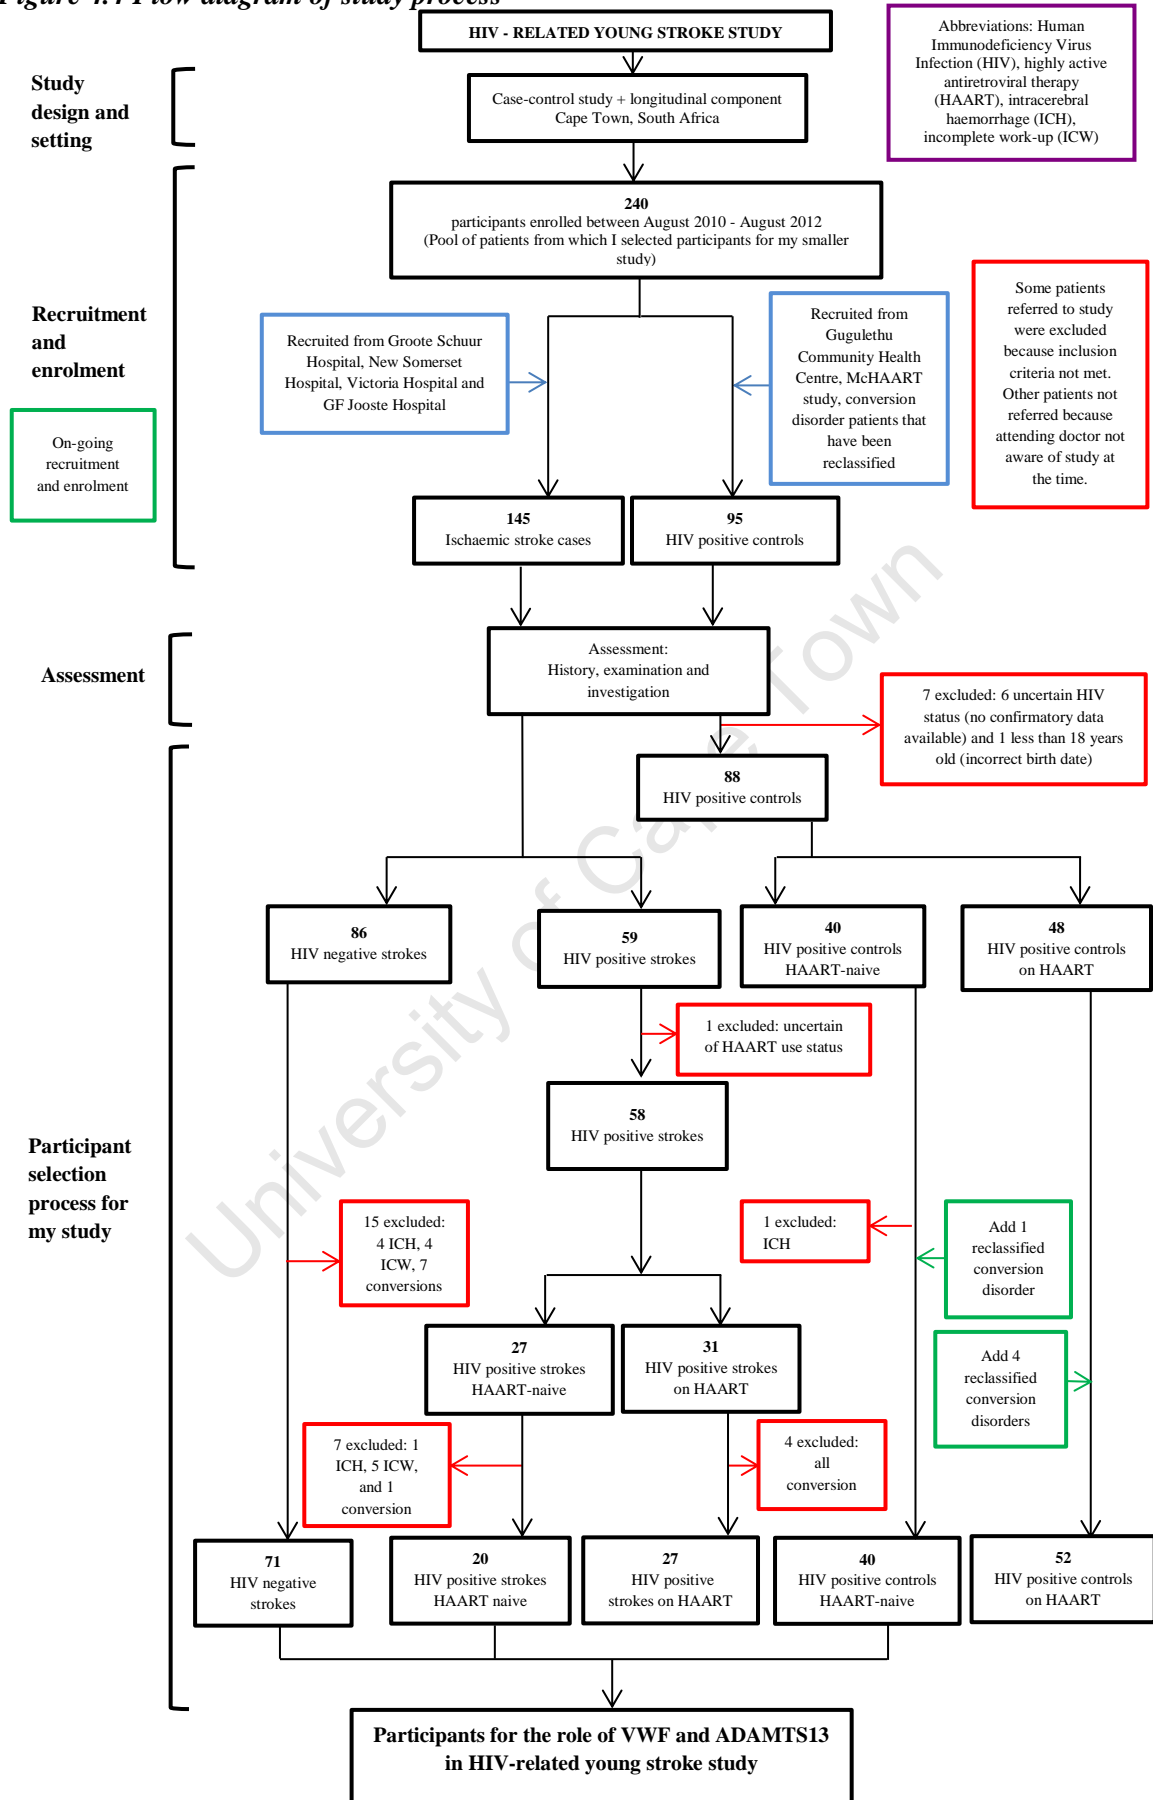 Figure 4.4 Flow diagram of study process
HIV - RELATED YOUNG STROKE STUDY
Abbreviations: Human
Immunodeficiency Virus
Infection (HIV), highly active
antiretroviral therapy
(HAART), intracerebral
haemorrhage (ICH),
incomplete work-up (ICW)
Study
design and
setting
Case-control study + longitudinal component
Cape Town, South Africa
240
participants enrolled between August 2010 - August 2012
(Pool of patients from which I selected participants for my smaller
study)
Recruitment
and
enrolment
On-going
recruitment
and enrolment
Recruited from Groote Schuur
Hospital, New Somerset
Hospital, Victoria Hospital and
GF Jooste Hospital
Recruited from
Gugulethu
Community Health
Centre, McHAART
study, conversion
disorder patients that
have been
reclassified
Some patients
referred to study
were excluded
because inclusion
criteria not met.
Other patients not
referred because
attending doctor not
aware of study at
the time.
145
Ischaemic stroke cases
95
HIV positive controls
Assessment
Assessment:
History, examination and
investigation
7 excluded: 6 uncertain HIV
status (no confirmatory data
available) and 1 less than 18 years
old (incorrect birth date)
88
HIV positive controls
86
HIV negative strokes
59
HIV positive strokes
40
HIV positive controls
HAART-naive
48
HIV positive controls
on HAART
1 excluded: uncertain
of HAART use status
58
HIV positive strokes
Participant
selection
process for
my study
15 excluded:
4 ICH, 4
ICW, 7
conversions
1 excluded:
ICH
Add 1
reclassified
conversion
disorder
27
HIV positive strokes
HAART-naive
31
HIV positive strokes
on HAART
Add 4
reclassified
conversion
disorders
7 excluded: 1
ICH, 5 ICW,
and 1
conversion
4 excluded:
all
conversion
71
HIV negative
strokes
20
HIV positive strokes
HAART naive
27
HIV positive
strokes on HAART
40
HIV positive controls
HAART-naive
52
HIV positive controls
on HAART
Participants for the role of VWF and ADAMTS13
in HIV-related young stroke study
University of Cape Town